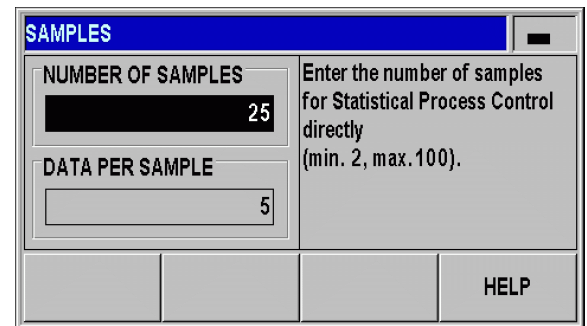 SAMPLES
NUMBER OF SAMPLES
25
DATA PER SAMPLE
5
Enter the number of samples
for Statistical Process Control
directly
(min. 2, max.100).
HELP